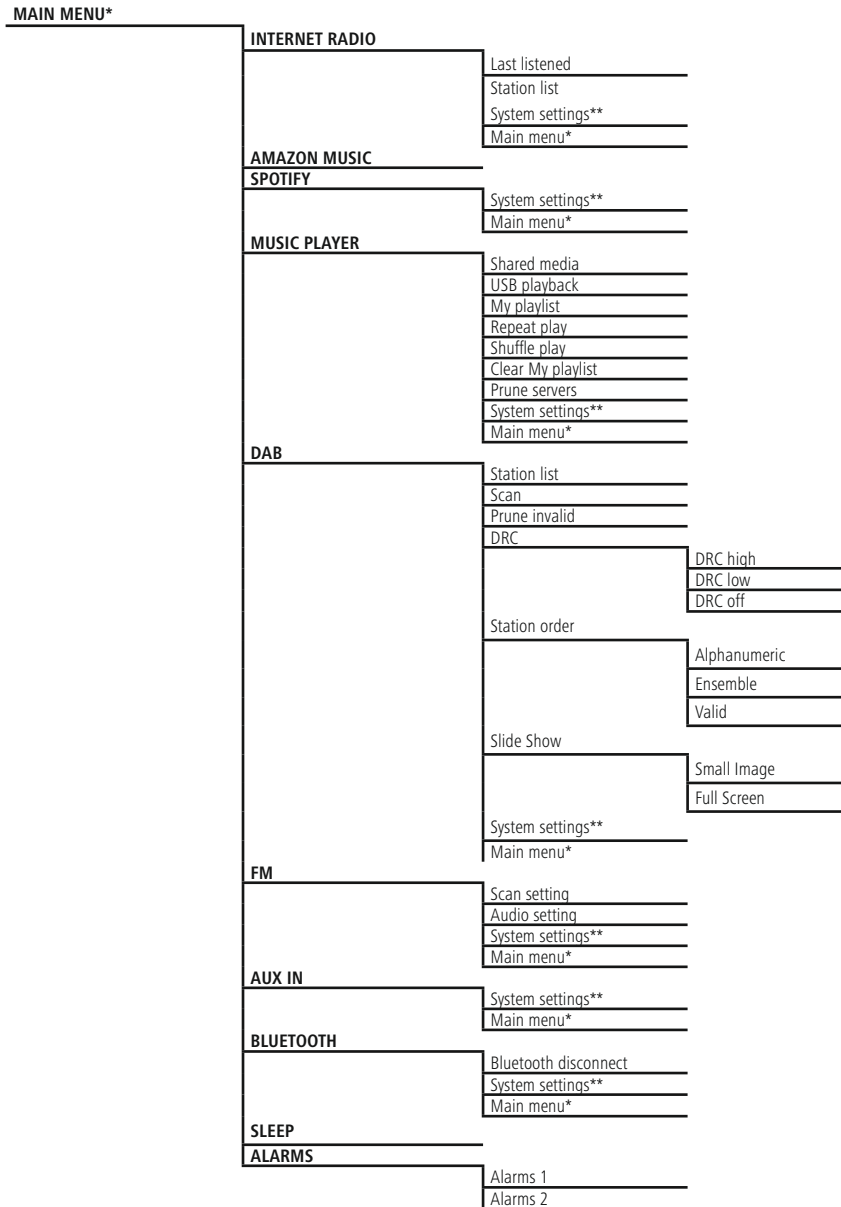 MAIN MENU*
INTERNET RADIO
Last listened
Station list
System settings**
Main menu*
AMAZON MUSIC
SPOTIFY
System settings**
Main menu*
MUSIC PLAYER
Shared media
USB playback
My playlist
Repeat play
Shuffle play
Clear My playlist
Prune servers
System settings**
Main menu*
DAB
Station list
Scan
Prune invalid
DRC
DRC high
DRC low
DRC off
Station order
Alphanumeric
Ensemble
Valid
Slide Show
Small Image
Full Screen
System settings**
Main menu*
FM
Scan setting
Audio setting
System settings**
Main menu*
AUX IN
System settings**
Main menu*
BLUETOOTH
Bluetooth disconnect
System settings**
Main menu*
SLEEP
ALARMS
Alarms 1
Alarms 2